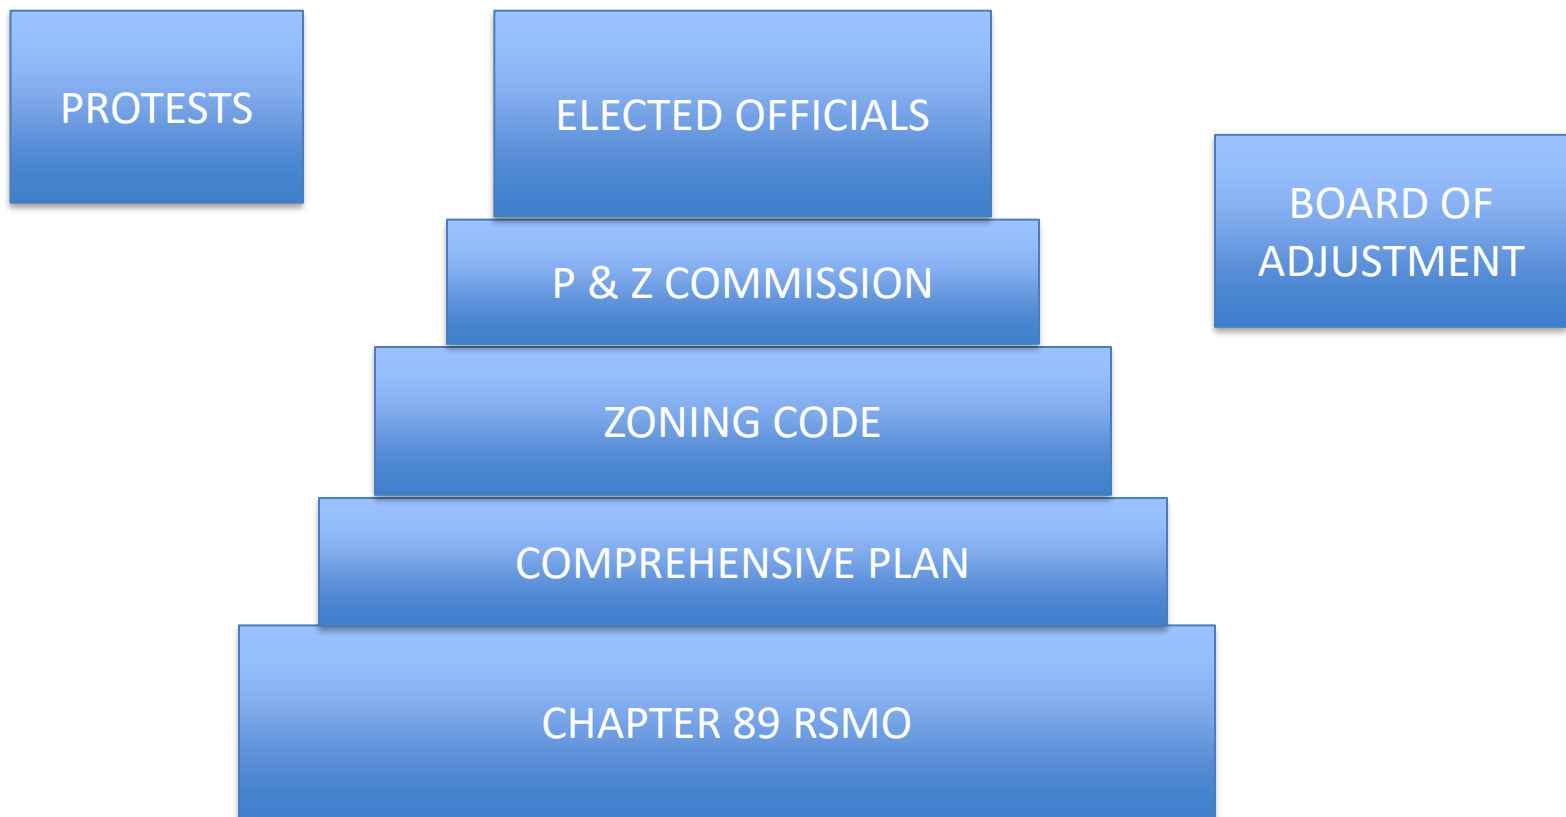 PROTESTS
ELECTED OFFICIALS
BOARD OF
ADJUSTMENT
P & Z COMMISSION
ZONING CODE
COMPREHENSIVE PLAN
CHAPTER 89 RSMO